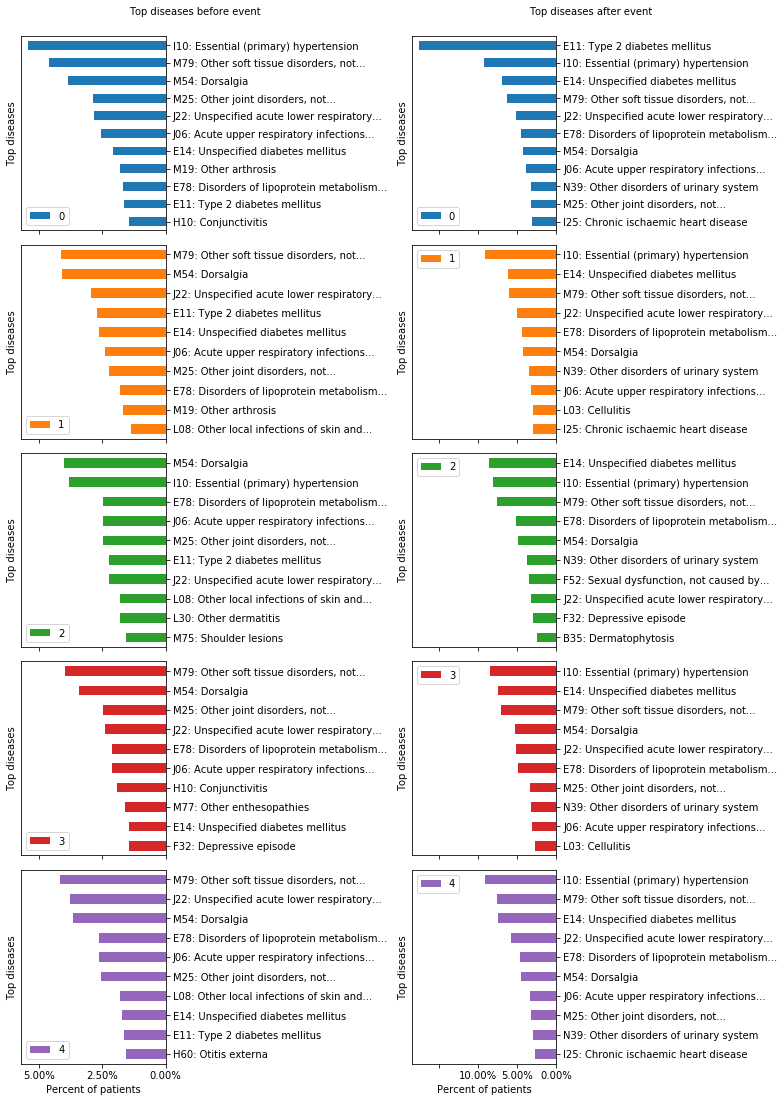 Top diseases before event
Top diseases after event
Top diseases
I10: Essential (primary) hypertension
M79: Other soft tissue disorders, not...
M54: Dorsalgia
M25: Other joint disorders, not...
J22: Unspecified acute lower respiratory...
J06: Acute upper respiratory infections...
E14: Unspecified diabetes mellitus
M19: Other arthrosis
E78: Disorders of lipoprotein metabolism...
E11: Type 2 diabetes mellitus
H10: Conjunctivitis
0
Top diseases
E11: Type 2 diabetes mellitus
I10: Essential (primary) hypertension
E14: Unspecified diabetes mellitus
M79: Other soft tissue disorders, not...
J22: Unspecified acute lower respiratory...
E78: Disorders of lipoprotein metabolism...
M54: Dorsalgia
J06: Acute upper respiratory infections...
N39: Other disorders of urinary system
M25: Other joint disorders, not...
I25: Chronic ischaemic heart disease
0
Top diseases
M79: Other soft tissue disorders, not...
M54: Dorsalgia
J22: Unspecified acute lower respiratory...
E11: Type 2 diabetes mellitus
E14: Unspecified diabetes mellitus
J06: Acute upper respiratory infections...
M25: Other joint disorders, not...
E78: Disorders of lipoprotein metabolism...
M19: Other arthrosis
L08: Other local infections of skin and...
1
Top diseases
1
I10: Essential (primary) hypertension
E14: Unspecified diabetes mellitus
M79: Other soft tissue disorders, not...
J22: Unspecified acute lower respiratory...
E78: Disorders of lipoprotein metabolism...
M54: Dorsalgia
N39: Other disorders of urinary system
J06: Acute upper respiratory infections...
L03: Cellulitis
I25: Chronic ischaemic heart disease
Top diseases
M54: Dorsalgia
I10: Essential (primary) hypertension
E78: Disorders of lipoprotein metabolism...
J06: Acute upper respiratory infections...
M25: Other joint disorders, not...
E11: Type 2 diabetes mellitus
J22: Unspecified acute lower respiratory...
L08: Other local infections of skin and...
L30: Other dermatitis
M75: Shoulder lesions
2
Top diseases
2
E14: Unspecified diabetes mellitus
I10: Essential (primary) hypertension
M79: Other soft tissue disorders, not...
E78: Disorders of lipoprotein metabolism...
M54: Dorsalgia
N39: Other disorders of urinary system
F52: Sexual dysfunction, not caused by...
J22: Unspecified acute lower respiratory...
F32: Depressive episode
B35: Dermatophytosis
Top diseases
M79: Other soft tissue disorders, not...
M54: Dorsalgia
M25: Other joint disorders, not...
J22: Unspecified acute lower respiratory...
E78: Disorders of lipoprotein metabolism...
J06: Acute upper respiratory infections...
H10: Conjunctivitis
M77: Other enthesopathies
E14: Unspecified diabetes mellitus
F32: Depressive episode
3
Top diseases
3
I10: Essential (primary) hypertension
E14: Unspecified diabetes mellitus
M79: Other soft tissue disorders, not...
M54: Dorsalgia
J22: Unspecified acute lower respiratory...
E78: Disorders of lipoprotein metabolism...
M25: Other joint disorders, not...
N39: Other disorders of urinary system
J06: Acute upper respiratory infections...
L03: Cellulitis
Top diseases
M79: Other soft tissue disorders, not...
J22: Unspecified acute lower respiratory...
M54: Dorsalgia
E78: Disorders of lipoprotein metabolism...
J06: Acute upper respiratory infections...
M25: Other joint disorders, not...
L08: Other local infections of skin and...
E14: Unspecified diabetes mellitus
E11: Type 2 diabetes mellitus
H60: Otitis externa
4
5.00% 2.50% 0.00%
Percent of patients
Top diseases
4
I10: Essential (primary) hypertension
M79: Other soft tissue disorders, not...
E14: Unspecified diabetes mellitus
J22: Unspecified acute lower respiratory...
E78: Disorders of lipoprotein metabolism...
M54: Dorsalgia
J06: Acute upper respiratory infections...
M25: Other joint disorders, not...
N39: Other disorders of urinary system
I25: Chronic ischaemic heart disease
10.00% 5.00% 0.00%
Percent of patients